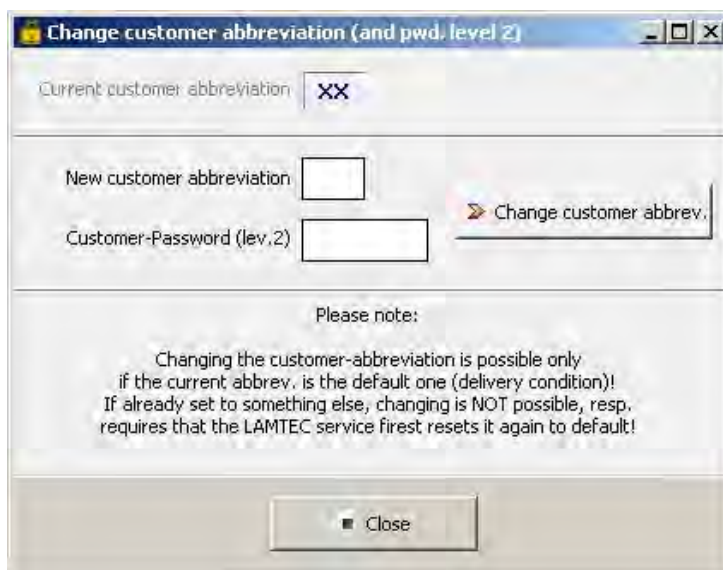 Change customer abbreviation (and pwd. level 2)
Current customer abbreviation XX
New customer abbreviation
Change customer abbrev.
Customer-Password (lev.2)
Please note:
Changing the customer-abbreviation is possible only
if the current abbrev. is the default one (delivery condition)!
If already set to something else, changing is NOT possible, resp.
requires that the LAMTEC service firest resets it again to default!
Close